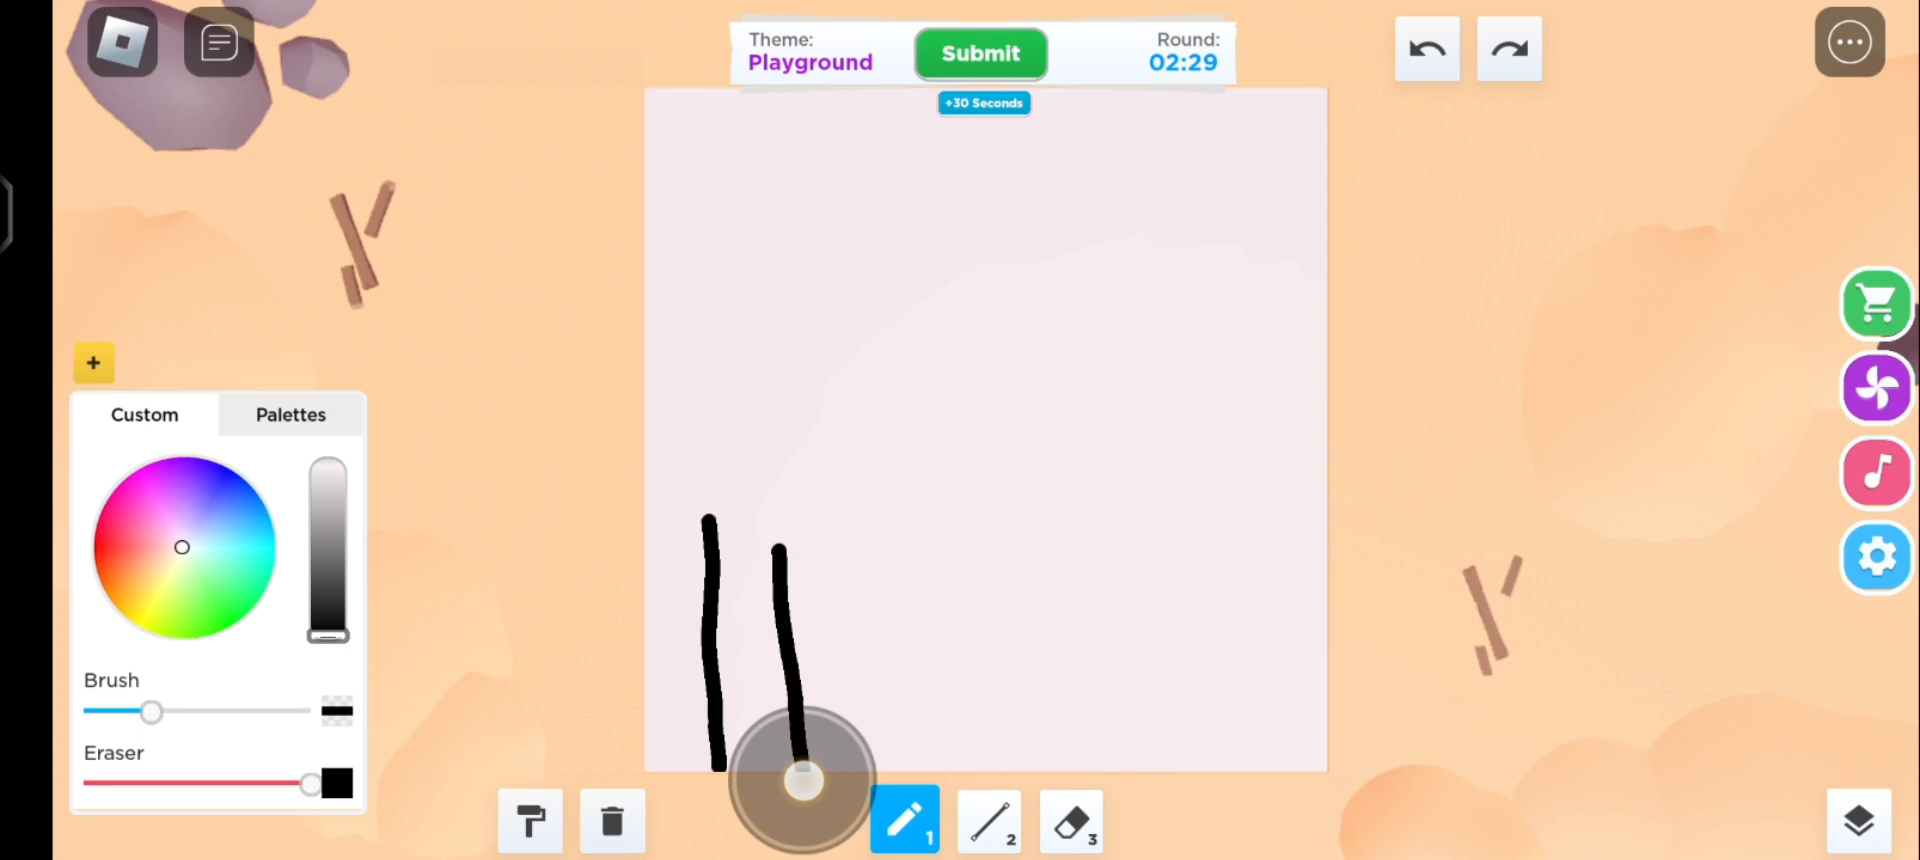 Theme:
Playground
Submit
Round:
02:29
+30 Seconds
+
Custom
Palettes
Brush
Eraser
1
2
3